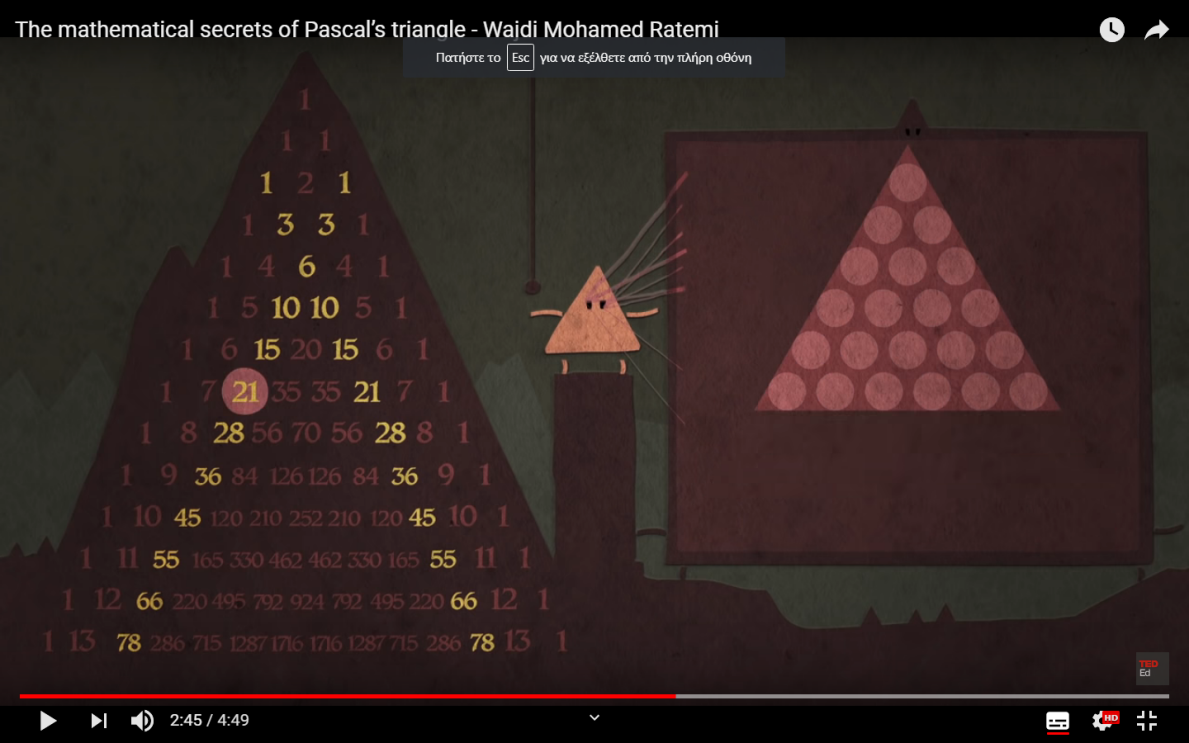 The mathematical secrets of Pascal's triangle - Wajdi Mohamed Ratemi
Πατήστε το Esc για να εξέλθετε από την πλήρη οθόνη
1
1 1
1 2 1
1 3 3 1
1 4 6 4 1
1 5 10 10 5 1
1 6 15 20 15 6 1
1 7 21 35 35 21 7 1
1 8 28 56 70 56 28 8 1
1 9 36 84 126 126 84 36 9 1
1 10 45 120 210 252 210 120 45 10 1
1 11 55 165 330 462 462 330 165 55 11 1
1 12 66 220 495 792 924 792 495 220 66 12 1
1 13 78 286 715 1287 1716 1716 1287 715 286 78 13 1
TED
Ed
2:45 / 4:49
HD